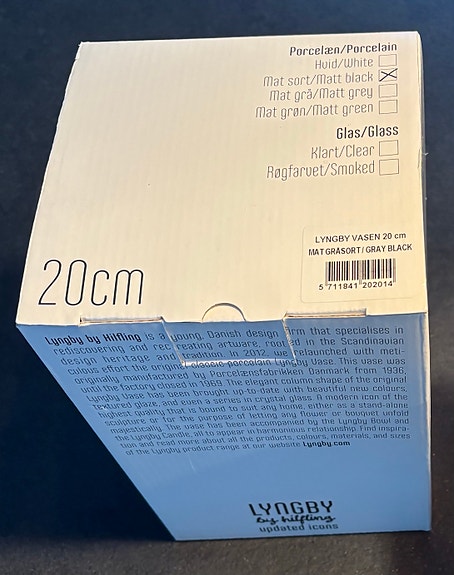 Porcelæn/Porcelain
Hvid/White
Mat sort/Matt black
Mat grå/Matt grey
Mat grøn/Matt green
Glas/Glass
Klart/Clear
Røgfarvet/Smoked
LYNGBY VASEN 20 cm
MAT GRÅSORT / GRAY BLACK
5 711841 202014
20cm
Lyngby by Hilfling is a young, Danish design firm that specialises in
rediscovering and recreating artware, rooted in the Scandinavian
design heritage and in 2012, we relaunched with meti-
culous effort the original classic porcelain Lyngby Vase. This vase was
originally manufactured by Porcelænsfabrikken Danmark from 1936,
until the factory closed in 1969. The elegant column shape of the original
Lyngby Vase has been brought up-to-date with beautiful new colours,
textured glaze, and even a series in crystal glass. A modern icon of the
highest quality that is bound to suit any home, either as a stand-alone
sculpture or for the purpose of letting any flower or bouquet unfold
majestically. The vase has been accompanied by the Lyngby Bowl and
the Lyngby Candle, also to appear in harmonious relationship. Find inspira-
tion and read more about all the products, colours, materials, and sizes
of the Lyngby product range at our website Lyngby.com
LYNGBY
by hilfling
updated icons